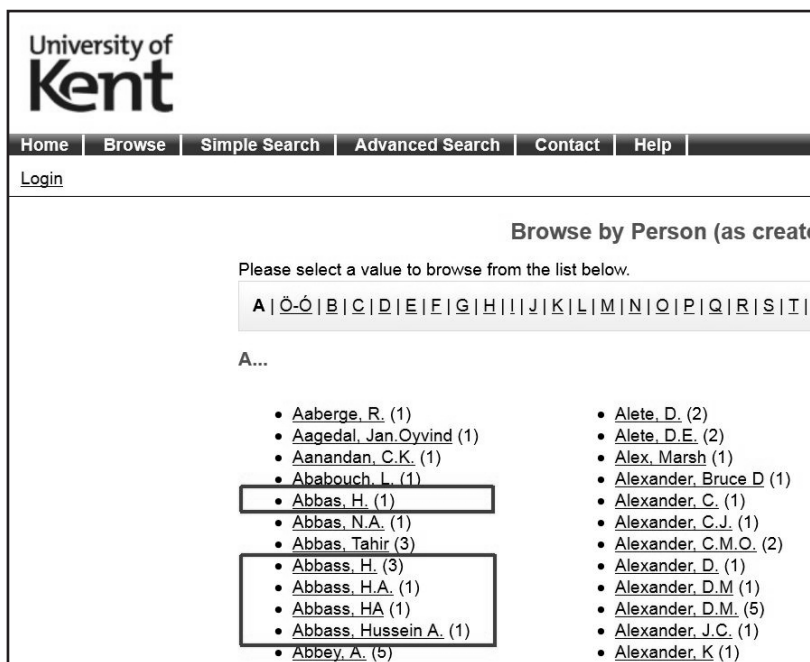 University of
Kent
Home | Browse | Simple Search | Advanced Search | Contact | Help |
Login
Browse by Person (as create
Please select a value to browse from the list below.
A | Ö-Ó | B | C | D | E | F | G | H | I | J | K | L | M | N | O | P | Q | R | S | T |
A...
• Aaberge, R. (1)
• Aagedal, Jan.Oyvind (1)
• Aanandan, C.K. (1)
• Ababouch, L. (1)
• Abbas, H. (1)
• Abbas, N.A. (1)
• Abbas, Tahir (3)
• Abbass, H. (3)
• Abbass, H.A. (1)
• Abbass, HA (1)
• Abbass, Hussein A. (1)
• Abbey, A. (5)
• Alete, D. (2)
• Alete, D.E. (2)
• Alex, Marsh (1)
• Alexander, Bruce D (1)
• Alexander, C. (1)
• Alexander, C.J. (1)
• Alexander, C.M.O. (2)
• Alexander, D. (1)
• Alexander, D.M (1)
• Alexander, D.M. (5)
• Alexander, J.C. (1)
• Alexander, K (1)